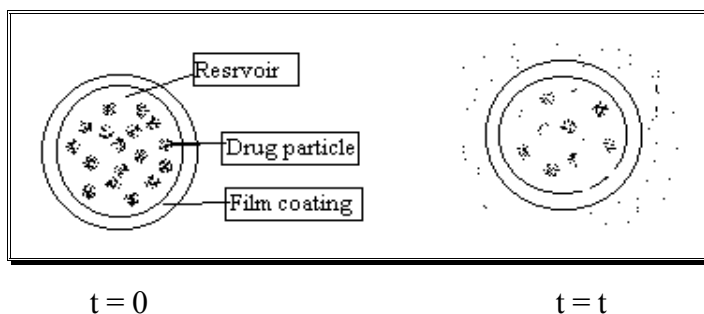 Resrvoir
Drug particle
Film coating
t = 0
t = t